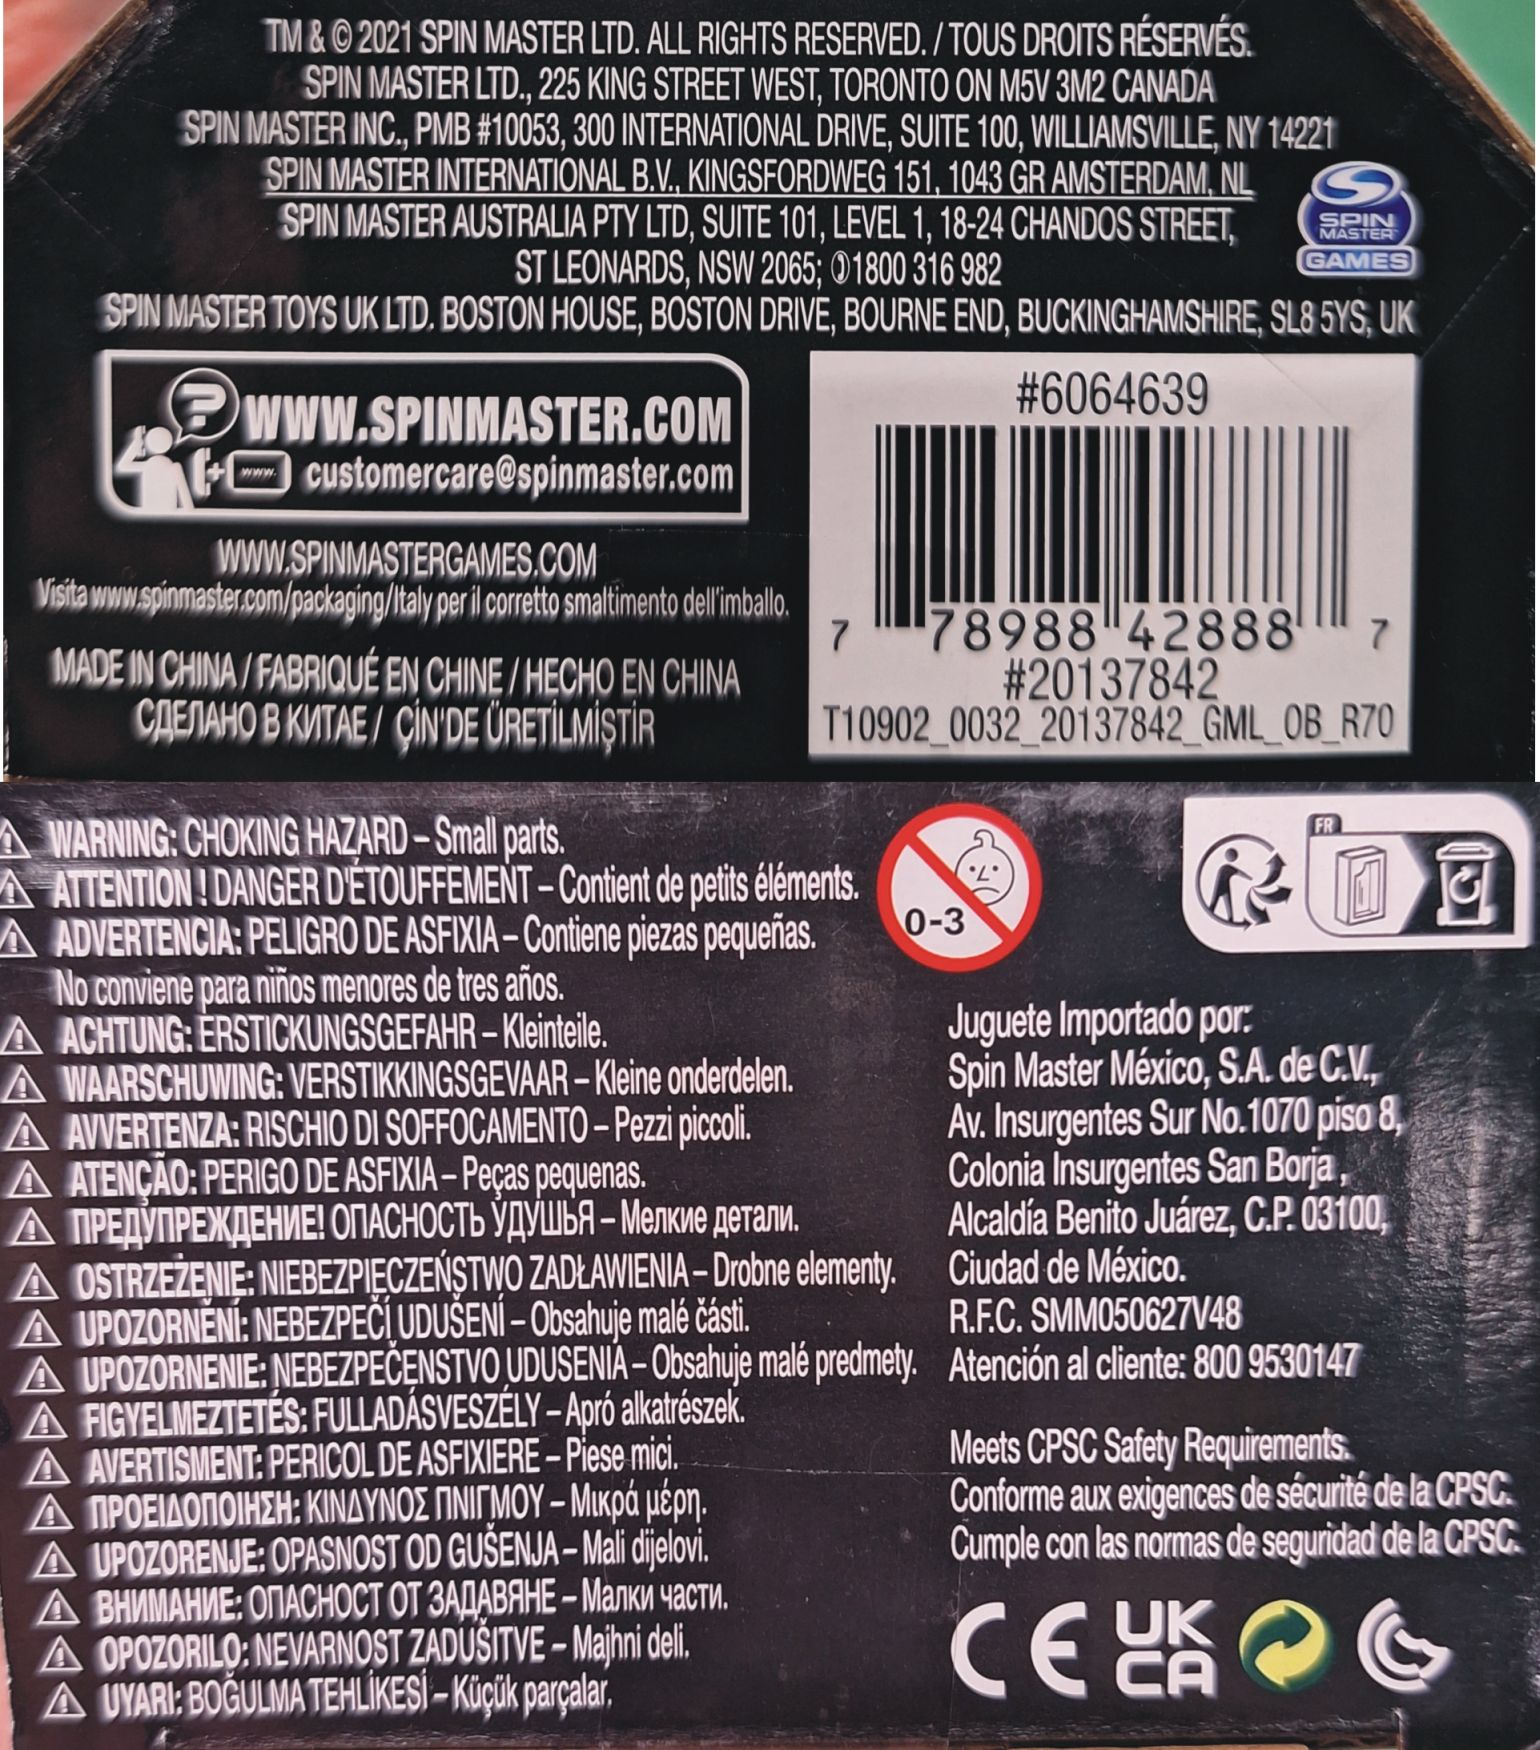 TM & © 2021 SPIN MASTER LTD. ALL RIGHTS RESERVED. / TOUS DROITS RÉSERVÉS.
SPIN MASTER LTD., 225 KING STREET WEST, TORONTO ON M5V 3M2 CANADA
SPIN MASTER INC., PMB #10053, 300 INTERNATIONAL DRIVE, SUITE 100, WILLIAMSVILLE, NY 14221
SPIN MASTER INTERNATIONAL B.V., KINGSFORDWEG 151, 1043 GR AMSTERDAM, NL
SPIN MASTER AUSTRALIA PTY LTD, SUITE 101, LEVEL 1, 18-24 CHANDOS STREET,
ST LEONARDS, NSW 2065; 1800 316 982
SPIN MASTER TOYS UK LTD. BOSTON HOUSE, BOSTON DRIVE, BOURNE END, BUCKINGHAMSHIRE, SL8 5YS, UK
SPIN
MASTER
GAMES
?
WWW.SPINMASTER.COM
+ www. customercare@spinmaster.com
WWW.SPINMASTERGAMES.COM
Visita www.spinmaster.com/packaging/Italy per il corretto smaltimento dell'imballo.
MADE IN CHINA / FABRIQUÉ EN CHINE / HECHO EN CHINA
СДЕЛАНО В КИТАЕ / ÇİN'DE ÜRETİLMİŞTİR
#6064639
7 78988 42888 7
#20137842
T10902_0032_20137842_GML_OB_R70
WARNING: CHOKING HAZARD – Small parts.
ATTENTION ! DANGER D'ÉTOUFFEMENT – Contient de petits éléments.
ADVERTENCIA: PELIGRO DE ASFIXIA – Contiene piezas pequeñas.
No conviene para niños menores de tres años.
ACHTUNG: ERSTICKUNGSGEFAHR – Kleinteile.
WAARSCHUWING: VERSTIKKINGSGEVAAR – Kleine onderdelen.
AVVERTENZA: RISCHIO DI SOFFOCAMENTO – Pezzi piccoli.
ATENÇÃO: PERIGO DE ASFIXIA – Peças pequenas.
ПРЕДУПРЕЖДЕНИЕ! ОПАСНОСТЬ УДУШЬЯ – Мелкие детали.
OSTRZEŻENIE: NIEBEZPIECZEŃSTWO ZADŁAWIENIA – Drobne elementy.
UPOZORNĚNÍ: NEBEZPEČÍ UDUŠENÍ – Obsahuje malé části.
UPOZORNENIE: NEBEZPEČENSTVO UDUSENIA – Obsahuje malé predmety.
FIGYELMEZTETÉS: FULLADÁSVESZÉLY – Apró alkatrészek.
AVERTISMENT: PERICOL DE ASFIXIERE – Piese mici.
ΠΡΟΕΙΔΟΠΟΙΗΣΗ: ΚΙΝΔΥΝΟΣ ΠΝΙΓΜΟΥ – Μικρά μέρη.
UPOZORENJE: OPASNOST OD GUŠENJA – Mali dijelovi.
ВНИМАНИЕ: ОПАСНОСТ ОТ ЗАДАВЯНЕ – Малки части.
OPOZORILO: NEVARNOST ZADUŠITVE – Majhni deli.
UYARI: BOĞULMA TEHLİKESİ – Küçük parçalar.
0-3
FR
Juguete Importado por:
Spin Master México, S.A. de C.V.,
Av. Insurgentes Sur No.1070 piso 8,
Colonia Insurgentes San Borja ,
Alcaldía Benito Juárez, C.P. 03100,
Ciudad de México.
R.F.C. SMM050627V48
Atención al cliente: 800 9530147
Meets CPSC Safety Requirements.
Conforme aux exigences de sécurité de la CPSC.
Cumple con las normas de seguridad de la CPSC.
CE UK
CA